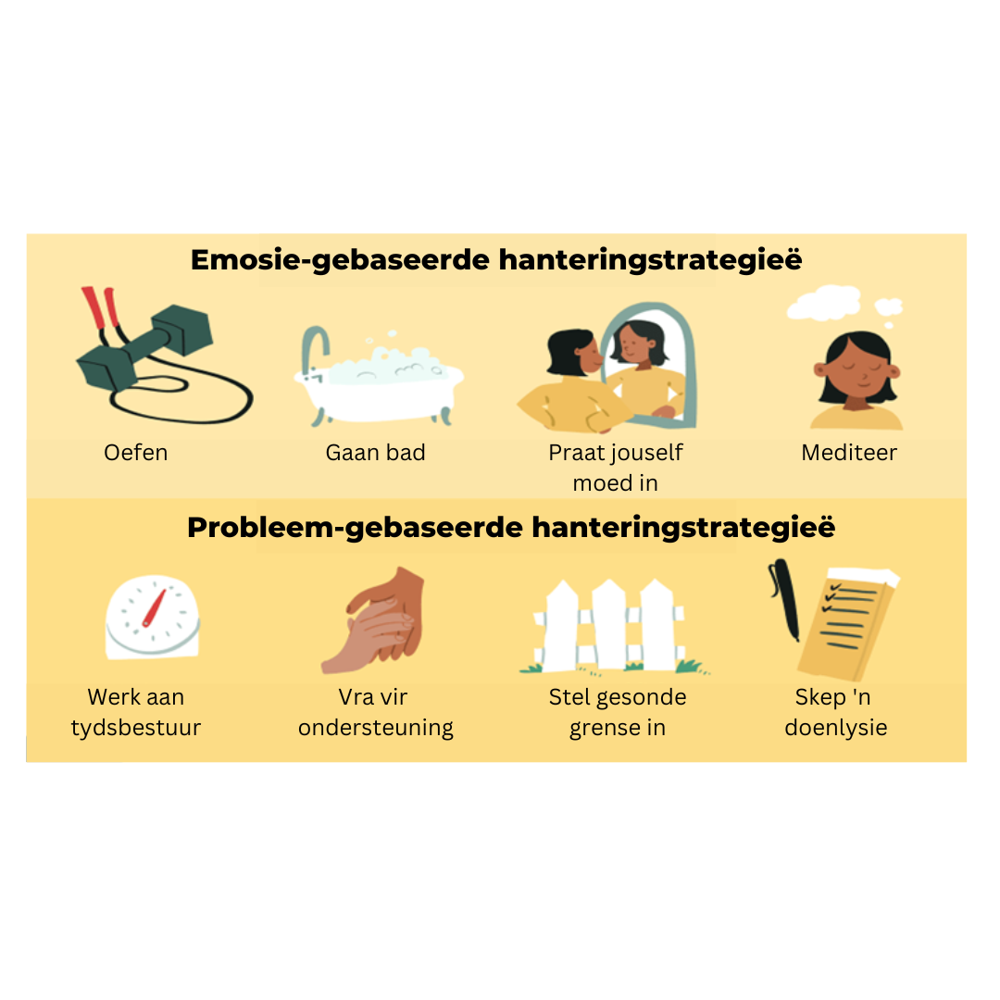 Emosie-gebaseerde hanteringstrategieë
Oefen
Gaan bad
Praat jouself
moed in
Mediteer
Probleem-gebaseerde hanteringstrategieë
Werk aan
tydsbestuur
Vra vir
ondersteuning
Stel gesonde
grense in
Skep 'n
doenlysie